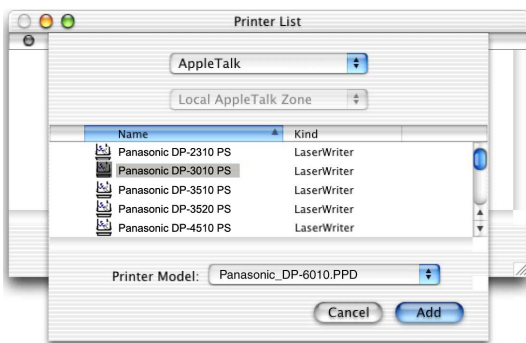 Printer List
AppleTalk
Local AppleTalk Zone
Name Kind
Panasonic DP-2310 PS LaserWriter
Panasonic DP-3010 PS LaserWriter
Panasonic DP-3510 PS LaserWriter
Panasonic DP-3520 PS LaserWriter
Panasonic DP-4510 PS LaserWriter
Printer Model: Panasonic_DP-6010.PPD
Cancel Add